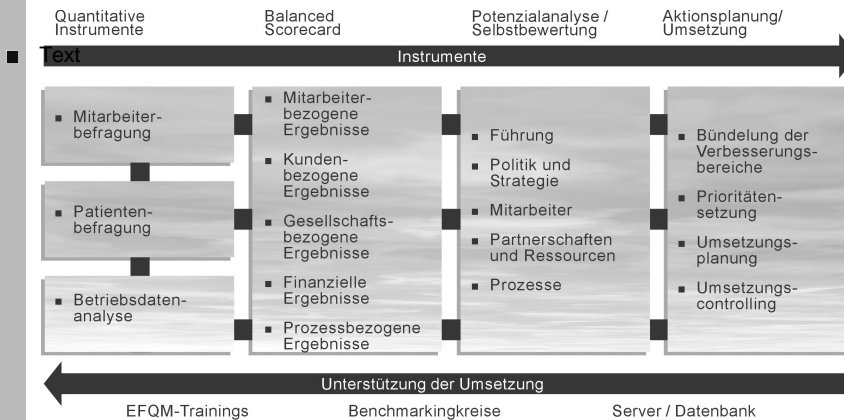 Quantitative
Instrumente
Balanced
Scorecard
Potenzialanalyse /
Selbstbewertung
Aktionsplanung/
Umsetzung
Text
Instrumente
Mitarbeiter-
befragung
Patienten-
befragung
Betriebsdaten-
analyse
Mitarbeiter-
bezogene
Ergebnisse
Kunden-
bezogene
Ergebnisse
Gesellschafts-
bezogene
Ergebnisse
Finanzielle
Ergebnisse
Prozessbezogene
Ergebnisse
Führung
Politik und
Strategie
Mitarbeiter
Partnerschaften
und Ressourcen
Prozesse
Bündelung der
Verbesserungs-
bereiche
Prioritäten-
setzung
Umsetzungs-
planung
Umsetzungs-
controlling
Unterstützung der Umsetzung
EFQM-Trainings
Benchmarkingkreise
Server / Datenbank